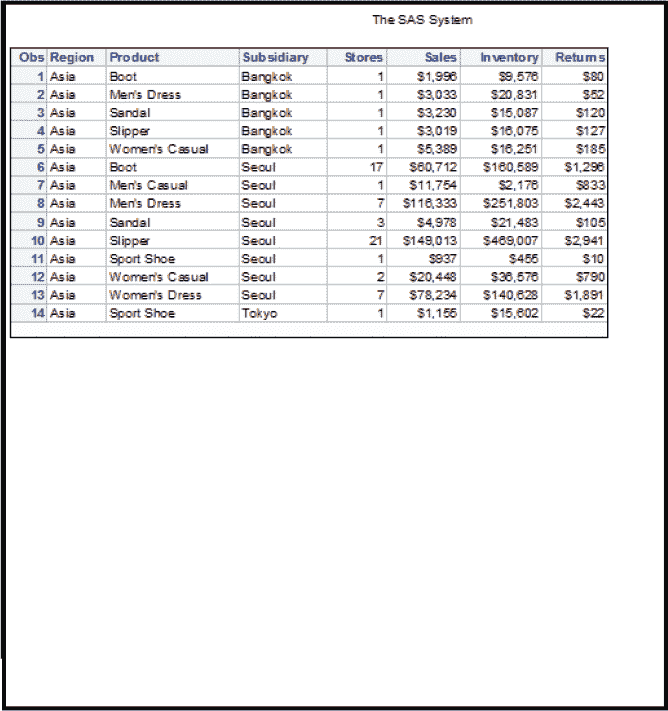 The SAS System
Obs Region Product Subsidiary Stores Sales Inventory Returns
1 Asia Boot Bangkok 1 $1,996 $9,576 $80
2 Asia Men's Dress Bangkok 1 $3,033 $20,831 $52
3 Asia Sandal Bangkok 1 $3,230 $15,087 $120
4 Asia Slipper Bangkok 1 $3,019 $16,075 $127
5 Asia Women's Casual Bangkok 1 $5,389 $16,251 $185
6 Asia Boot Seoul 17 $60,712 $160,589 $1,296
7 Asia Men's Casual Seoul 1 $11,754 $2,176 $833
8 Asia Men's Dress Seoul 7 $116,333 $251,803 $2,443
9 Asia Sandal Seoul 3 $4,978 $21,483 $105
10 Asia Slipper Seoul 21 $149,013 $469,007 $2,941
11 Asia Sport Shoe Seoul 1 $937 $455 $10
12 Asia Women's Casual Seoul 2 $20,448 $36,576 $790
13 Asia Women's Dress Seoul 7 $78,234 $140,628 $1,891
14 Asia Sport Shoe Tokyo 1 $1,155 $15,602 $22